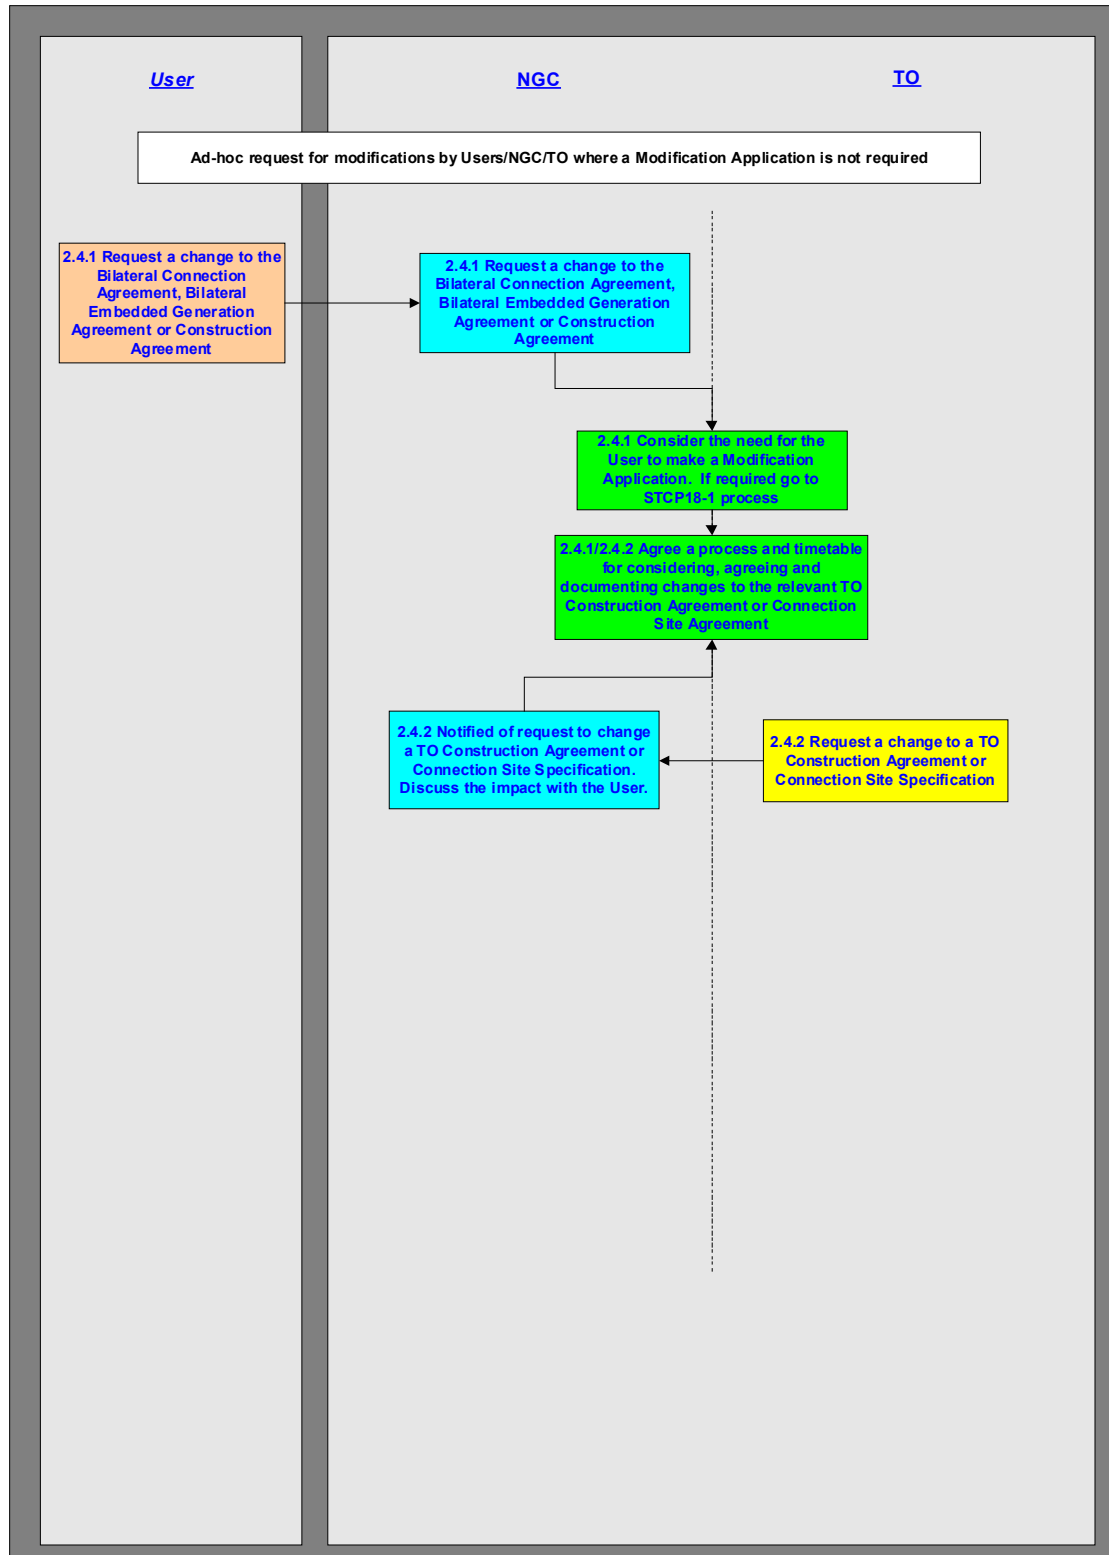 User
NGC
TO
Ad-hoc request for modifications by Users/NGC/TO where a Modification Application is not required
2.4.1 Request a change to the
Bilateral Connection
Agreement, Bilateral
Embedded Generation
Agreement or Construction
Agreement
2.4.1 Request a change to the
Bilateral Connection Agreement,
Bilateral Embedded Generation
Agreement or Construction
Agreement
2.4.1 Consider the need for the
User to make a Modification
Application.  If required go to
STCP18-1 process
2.4.1/2.4.2 Agree a process and timetable
for considering, agreeing and
documenting changes to the relevant TO
Construction Agreement or Connection
Site Agreement
2.4.2 Notified of request to change
a TO Construction Agreement or
Connection Site Specification.
Discuss the impact with the User.
2.4.2 Request a change to a TO
Construction Agreement or
Connection Site Specification